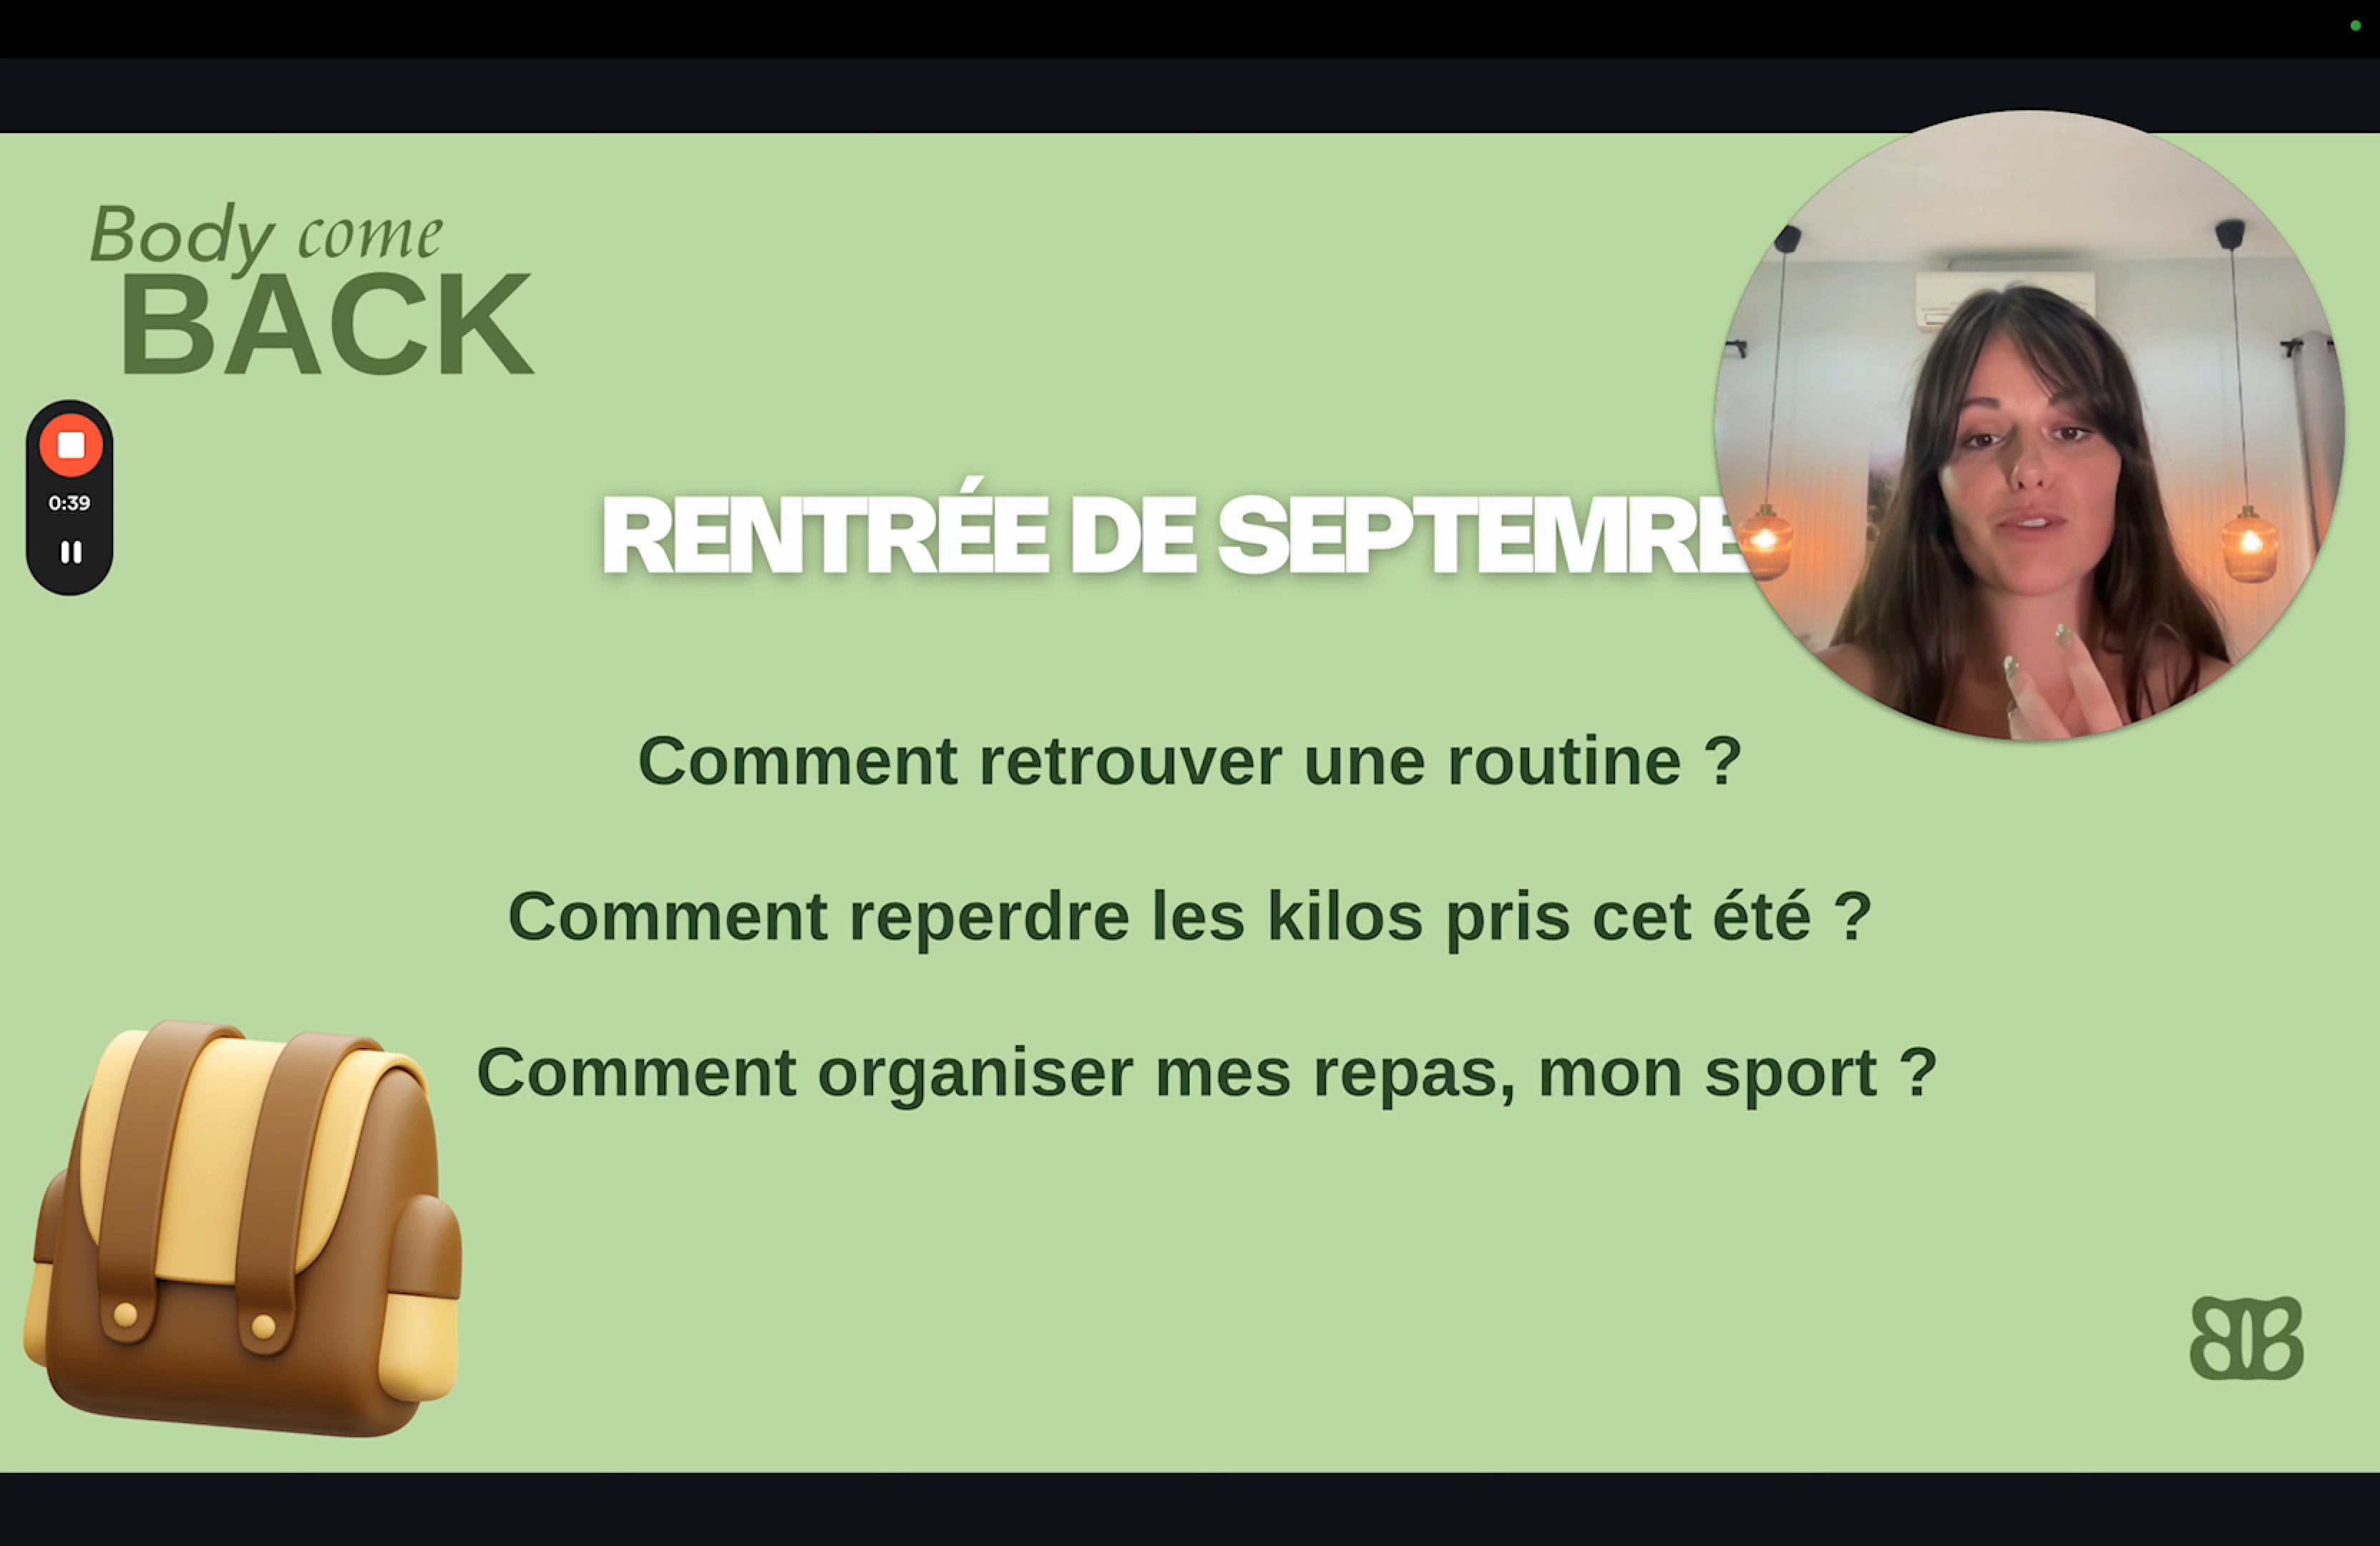 Body come
BACK
0:39
RENTRÉE DE SEPTEMRE
Comment retrouver une routine ?
Comment reperdre les kilos pris cet été ?
Comment organiser mes repas, mon sport ?